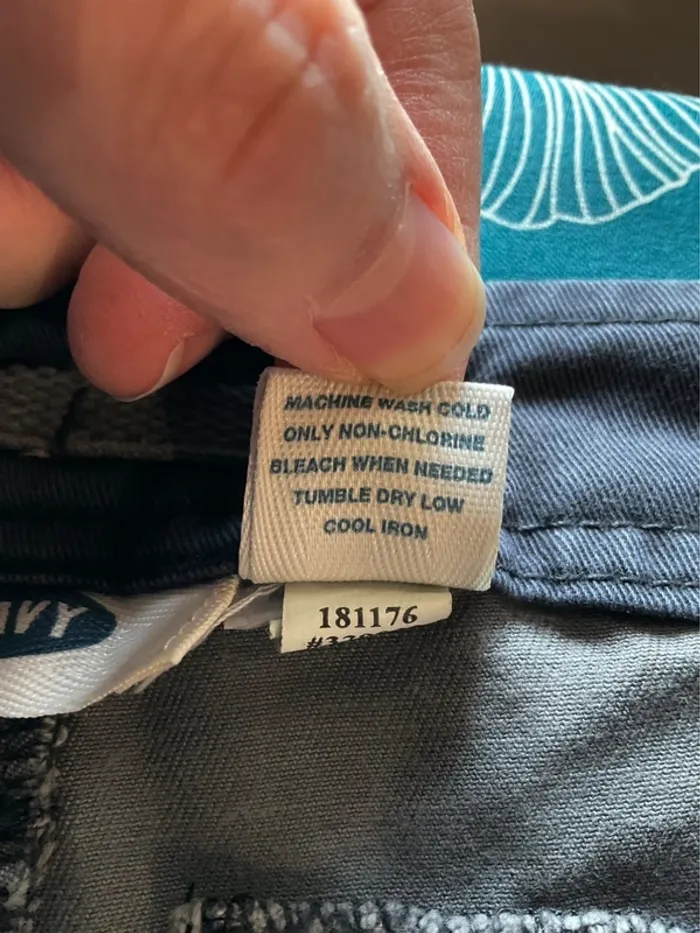 MACHINE WASH COLD
ONLY NON-CHLORINE
BLEACH WHEN NEEDED
TUMBLE DRY LOW
COOL IRON
181176